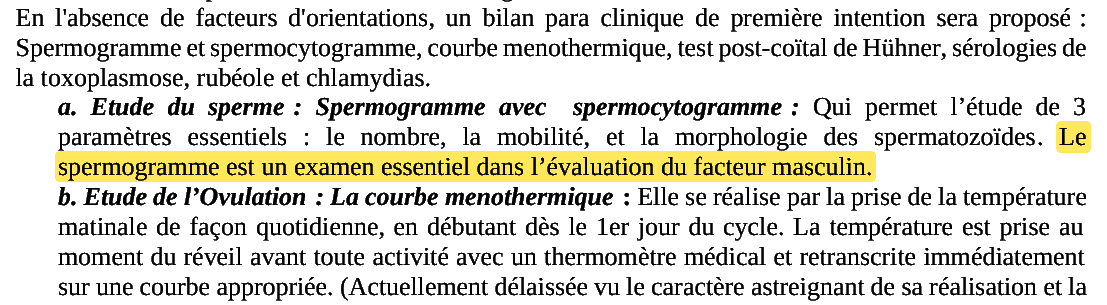 En l'absence de facteurs d'orientations, un bilan para clinique de première intention sera proposé :
Spermogramme et spermocytogramme, courbe menothermique, test post-coïtal de Hühner, sérologies de
la toxoplasmose, rubéole et chlamydias.
a. Etude du sperme : Spermogramme avec spermocytogramme : Qui permet l’étude de 3
paramètres essentiels : le nombre, la mobilité, et la morphologie des spermatozoïdes. Le
spermogramme est un examen essentiel dans l’évaluation du facteur masculin.
b. Etude de l’Ovulation : La courbe menothermique : Elle se réalise par la prise de la température
matinale de façon quotidienne, en débutant dès le 1er jour du cycle. La température est prise au
moment du réveil avant toute activité avec un thermomètre médical et retranscrite immédiatement
sur une courbe appropriée. (Actuellement délaissée vu le caractère astreignant de sa réalisation et la